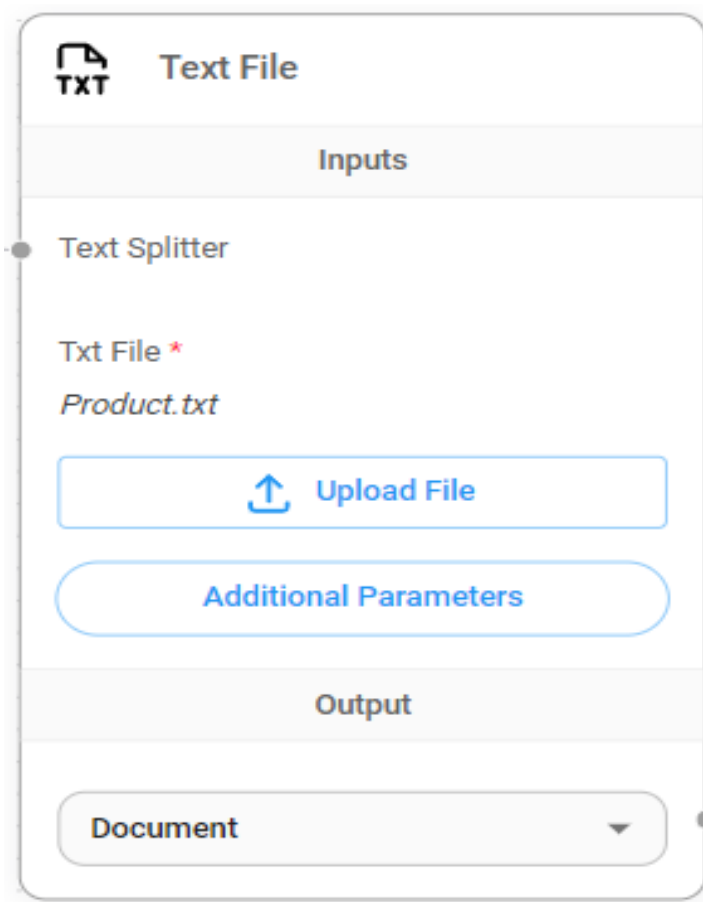 TXT
Text File
Inputs
Text Splitter
Txt File *
Product.txt
Upload File
Additional Parameters
Output
Document